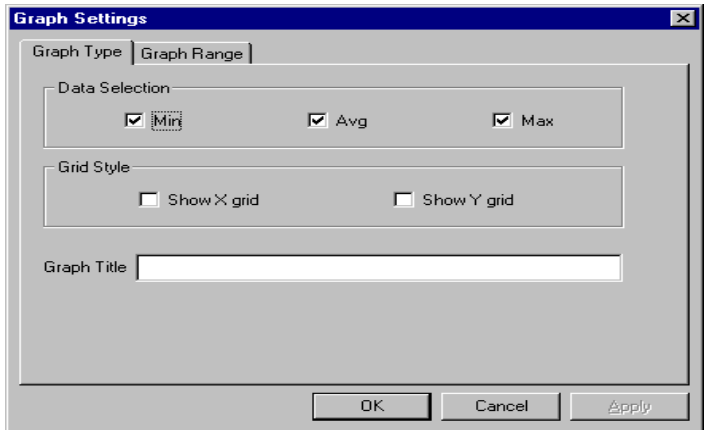 Graph Settings
Graph Type Graph Range
Data Selection
Min Avg Max
Grid Style
Show X grid Show Y grid
Graph Title
OK Cancel Apply